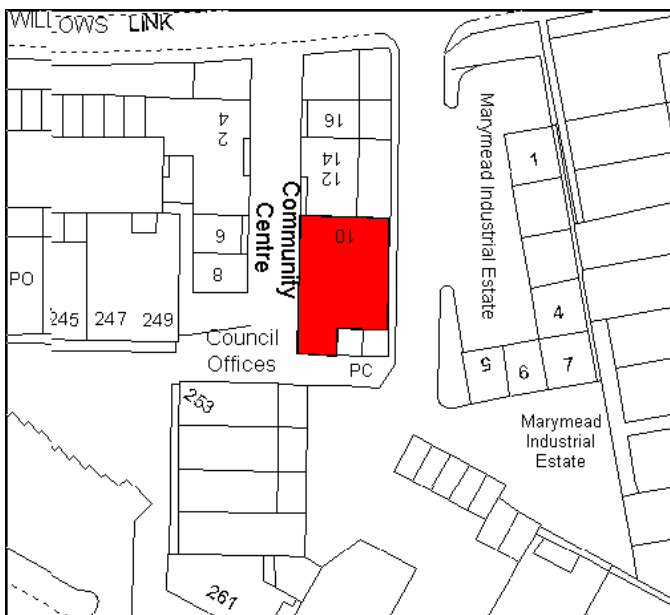 WILLOWS LINK
2
4
16
14
12
10
6
8
Community
Centre
Marymead Industrial Estate
1
4
5
6
7
PO
245
247
249
Council
Offices
PC
Marymead
Industrial
Estate
253
261